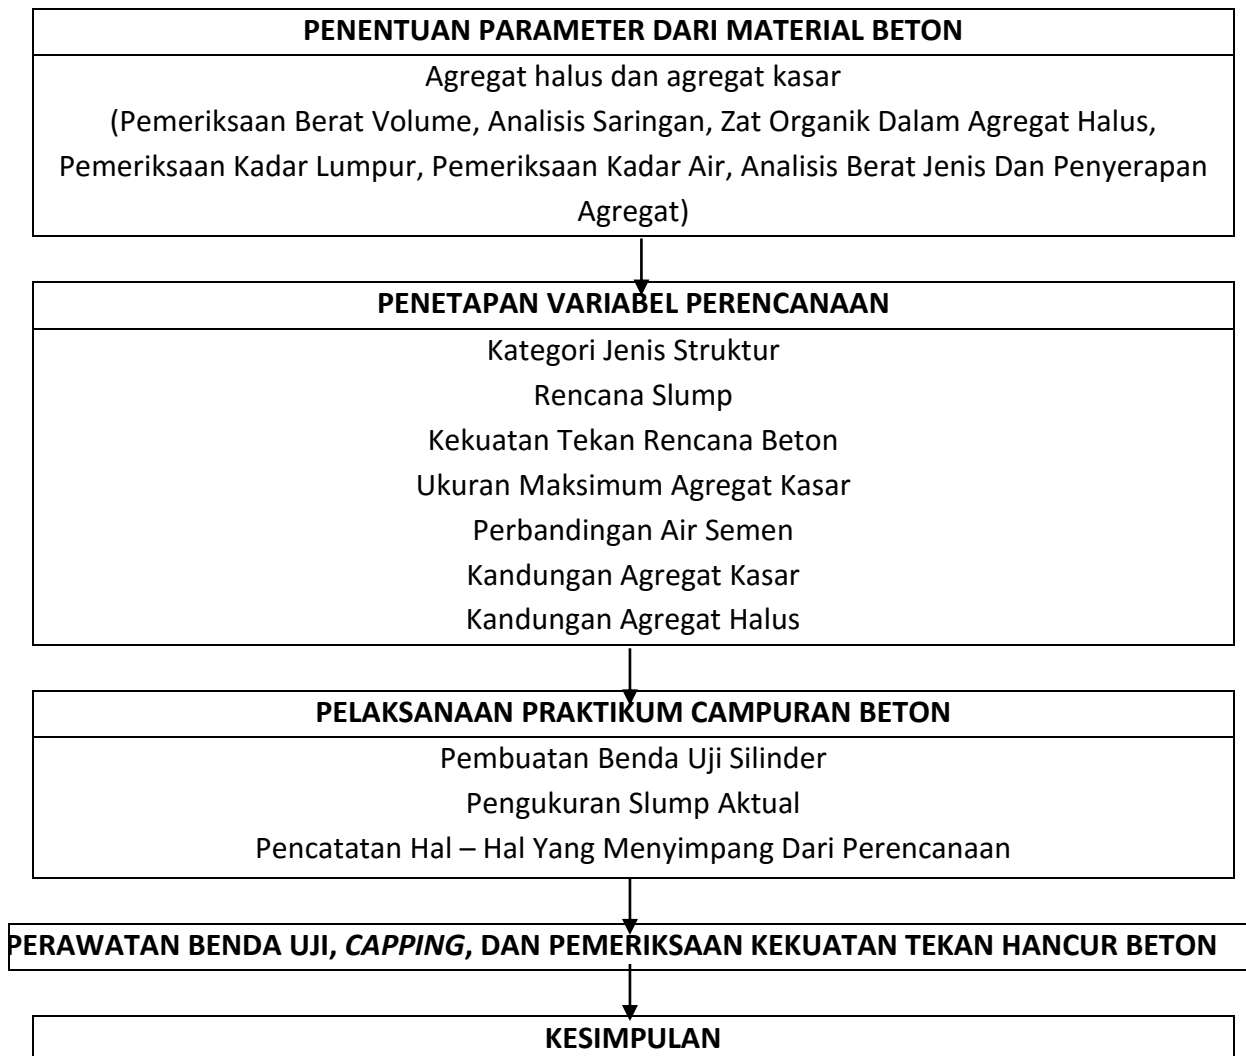 PENENTUAN PARAMETER DARI MATERIAL BETON
Agregat halus dan agregat kasar
(Pemeriksaan Berat Volume, Analisis Saringan, Zat Organik Dalam Agregat Halus,
Pemeriksaan Kadar Lumpur, Pemeriksaan Kadar Air, Analisis Berat Jenis Dan Penyerapan
Agregat)
PENETAPAN VARIABEL PERENCANAAN
Kategori Jenis Struktur
Rencana Slump
Kekuatan Tekan Rencana Beton
Ukuran Maksimum Agregat Kasar
Perbandingan Air Semen
Kandungan Agregat Kasar
Kandungan Agregat Halus
PELAKSANAAN PRAKTIKUM CAMPURAN BETON
Pembuatan Benda Uji Silinder
Pengukuran Slump Aktual
Pencatatan Hal – Hal Yang Menyimpang Dari Perencanaan
PERAWATAN BENDA UJI, CAPPING, DAN PEMERIKSAAN KEKUATAN TEKAN HANCUR BETON
KESIMPULAN